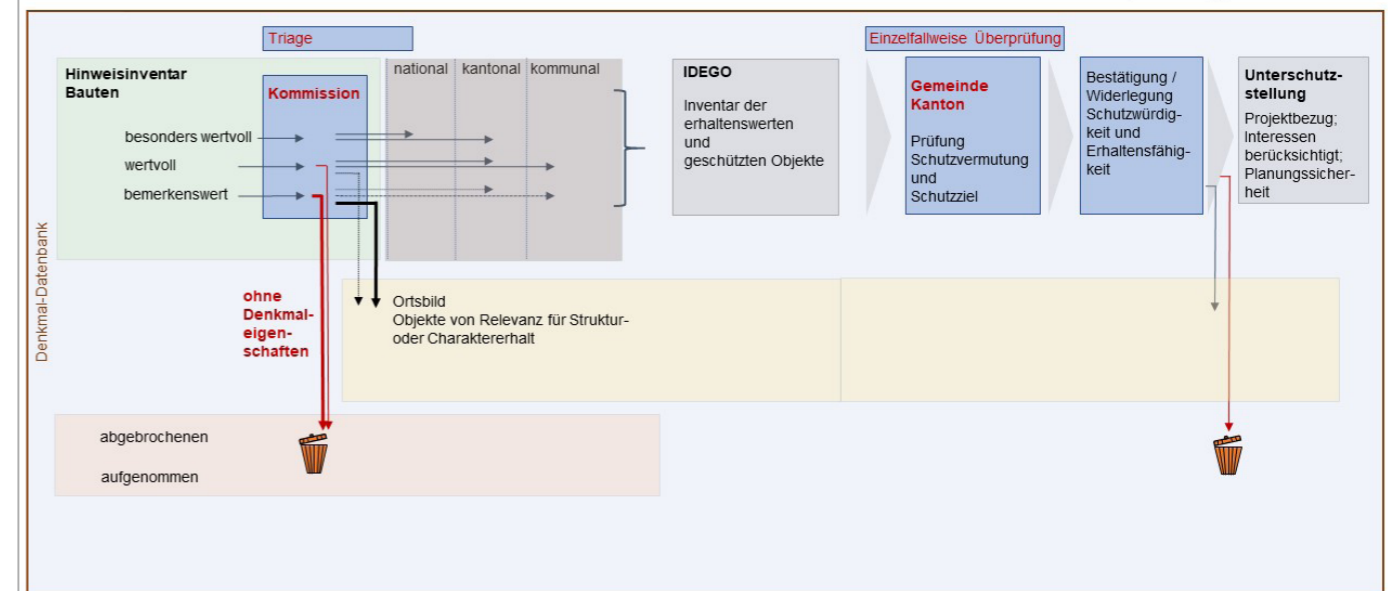 Triage
Einzelfallweise Überprüfung
Hinweisinventar
Bauten
besonders wertvoll
wertvoll
bemerkenswert
Kommission
national kantonal kommunal
IDEGO
Inventar der
erhaltenswerten
und
geschützten Objekte
Gemeinde
Kanton
Prüfung
Schutzvermutung
und
Schutzziel
Bestätigung /
Widerlegung
Schutzwürdig-
keit und
Erhaltensfähig-
keit
Unterschutz-
stellung
Projektbezug;
Interessen
berücksichtigt;
Planungssicher-
heit
Denkmal-Datenbank
ohne
Denkmal-
eigen-
schaften
Ortsbild
Objekte von Relevanz für Struktur-
oder Charaktererhalt
abgebrochenen
aufgenommen